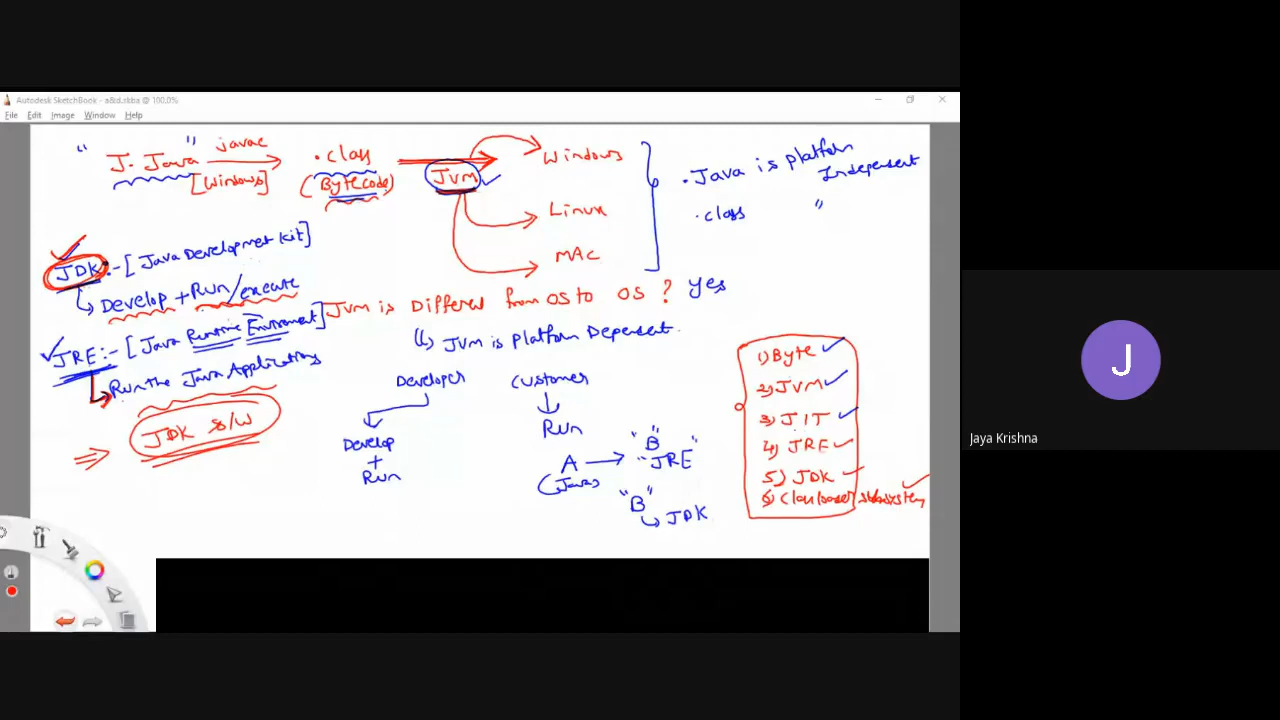 Autodesk SketchBook - a&d.skba @ 100.0%
File Edit Image Window Help
" J. Java " javac .class
[Windows] (Bytecode) JVM
Windows
Linux
MAC
. Java is platform
Independent
. class "
JDK :- [Java Development Kit]
Develop + Run/execute
JVM is Differed from OS to OS ? Yes
JVM is Platform Dependent.
JRE :- [Java Runtime Environment]
Run the Java Applications
JDK S/W
Developer
Develop
+
Run
Customer
Run
A
(Java)
"B"
"JRE"
"B"
JDK
1) Byte
2) JVM
3) JIT
4) JRE
5) JDK
6) Classloader subsystem
J
Jaya Krishna